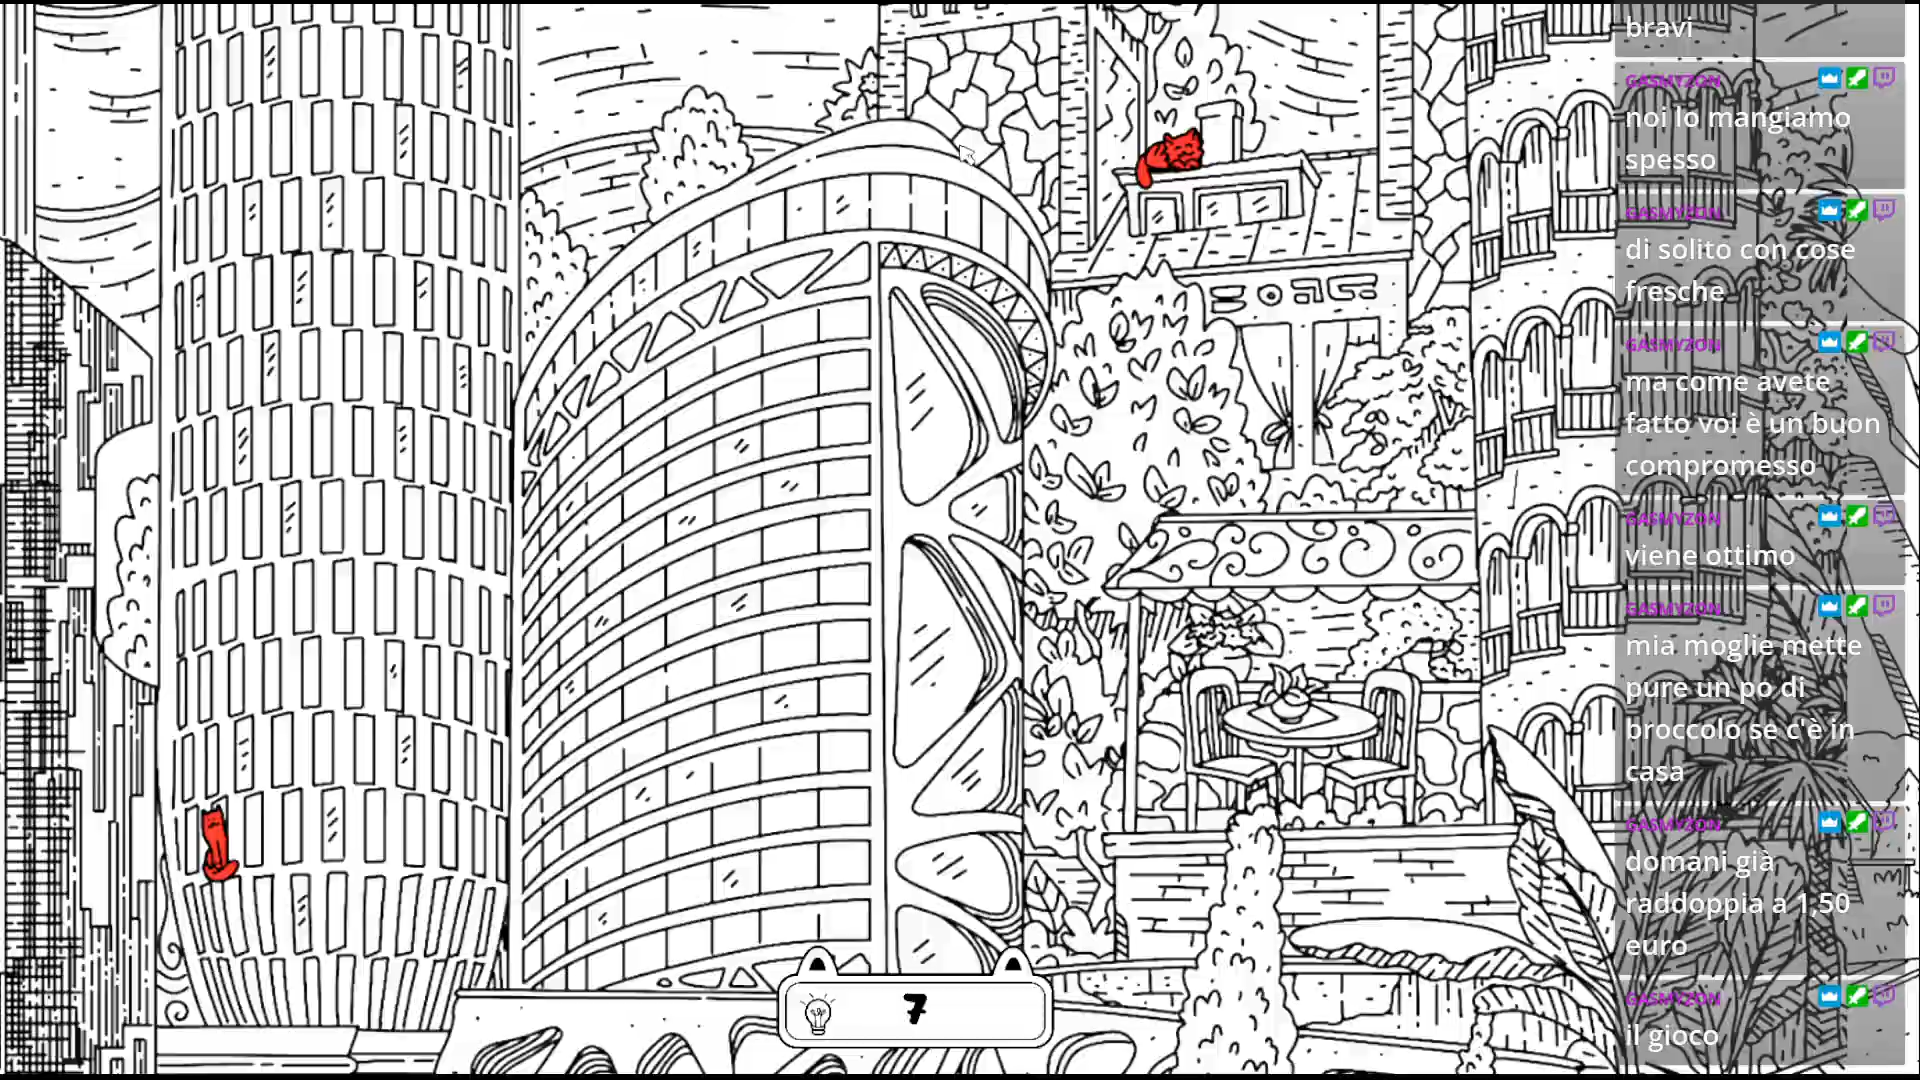 bravi
GASMYZON
noi lo mangiamo
spesso
GASMYZON
di solito con cose
fresche
GASMYZON
ma come avete
fatto voi è un buon
compromesso
GASMYZON
viene ottimo
GASMYZON
mia moglie mette
pure un po di
broccolo se c'è in
casa
GASMYZON
domani già
raddoppia a 1,50
euro
GASMYZON
il gioco
7